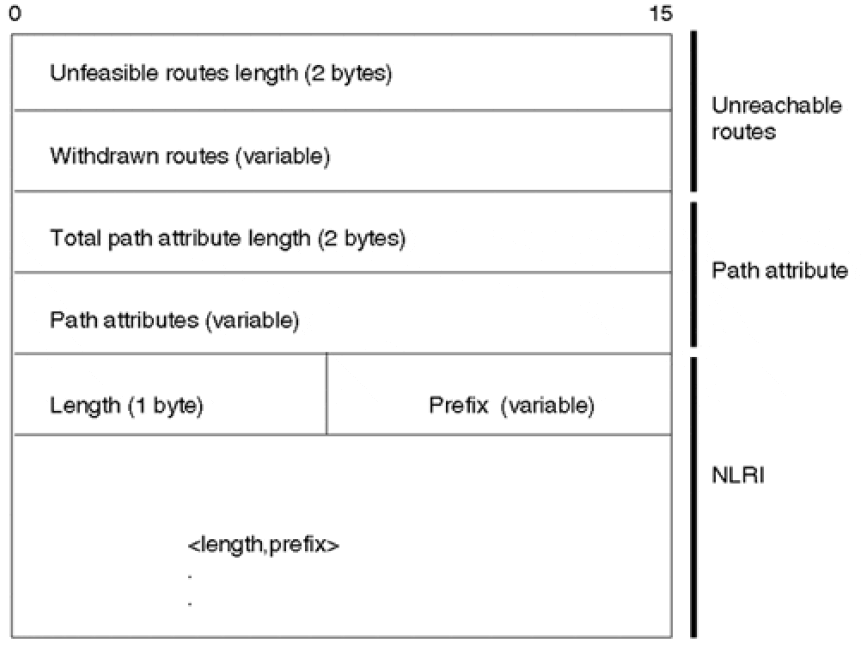 0 15
Unfeasible routes length (2 bytes)
Unreachable
routes
Withdrawn routes (variable)
Total path attribute length (2 bytes)
Path attribute
Path attributes (variable)
Length (1 byte) Prefix (variable)
NLRI
<length,prefix>
.
.